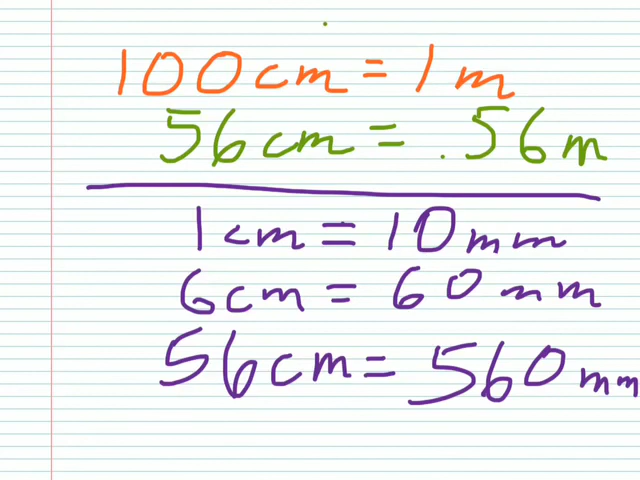 100cm = 1m
56cm = .56m
1cm = 10mm
6cm = 60mm
56cm = 560mm